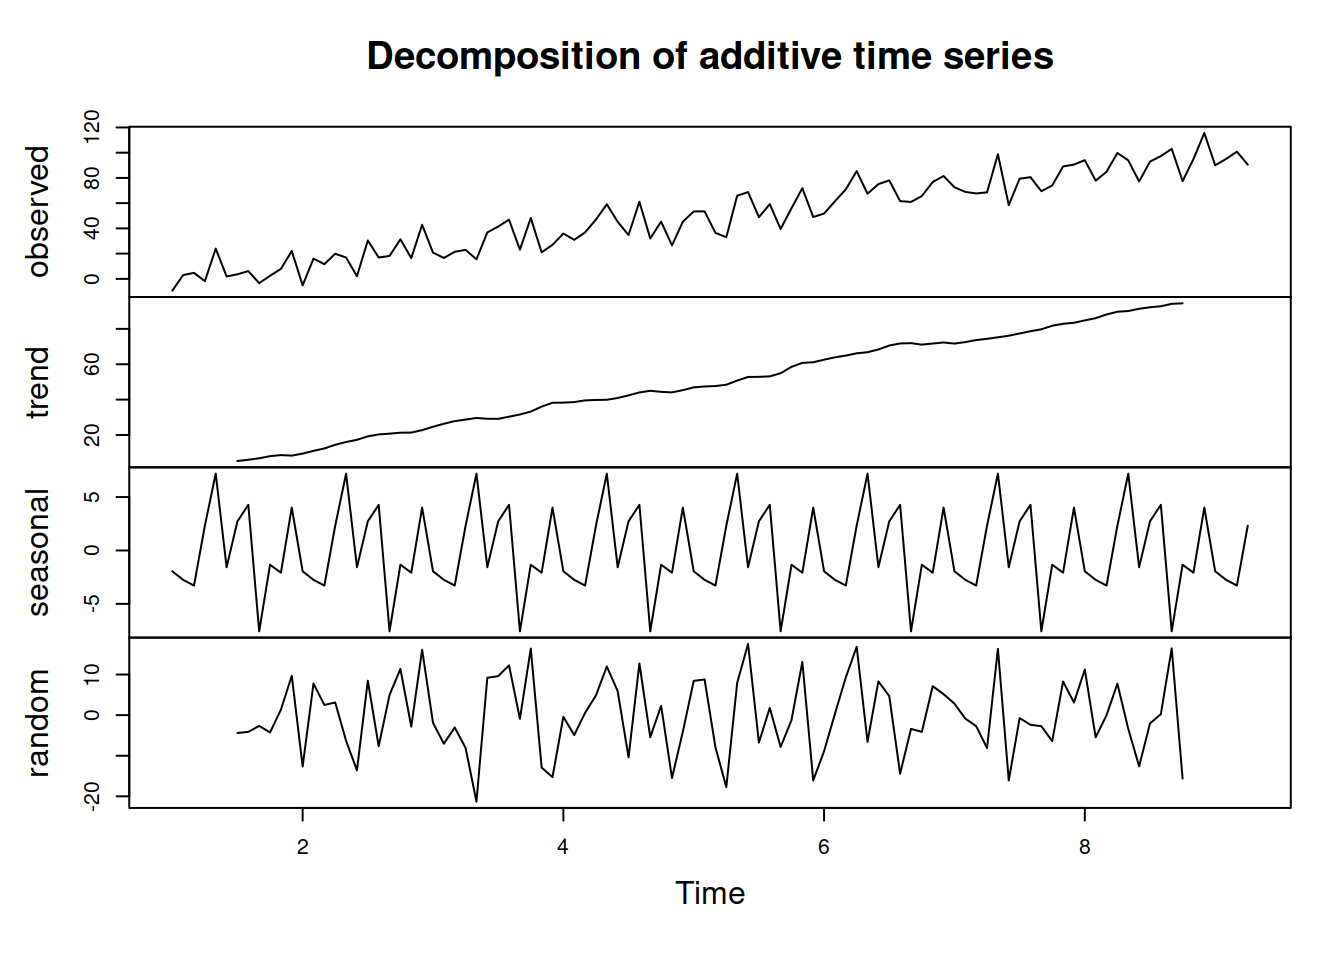 Decomposition of additive time series
observed
0 40 80 120
trend
20 60
seasonal
-5 0 5
random
-20 0 10
2 4 6 8
Time